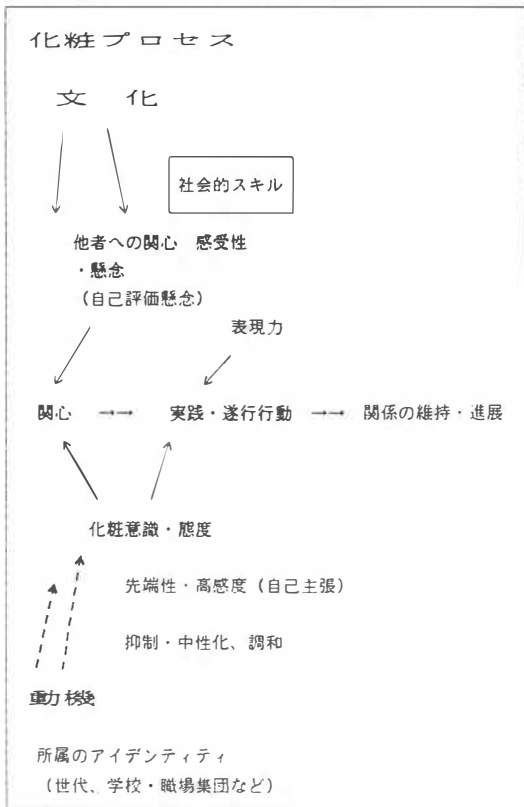 化粧プロセス
文 化
社会的スキル
他者への関心 感受性
・懸念
（自己評価懸念）
表現力
関心 →→ 実践・遂行行動 →→ 関係の維持・進展
化粧意識・態度
先端性・高感度（自己主張）
抑制・中性化、調和
動機
所属のアイデンティティ
（世代、学校・職場集団など）